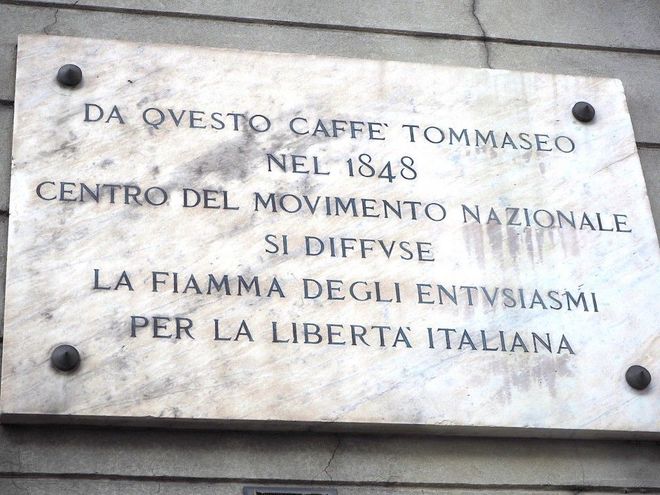 DA QVESTO CAFFE' TOMMASEO
NEL 1848
CENTRO DEL MOVIMENTO NAZIONALE
SI DIFFVSE
LA FIAMMA DEGLI ENTVSIASMI
PER LA LIBERTA' ITALIANA